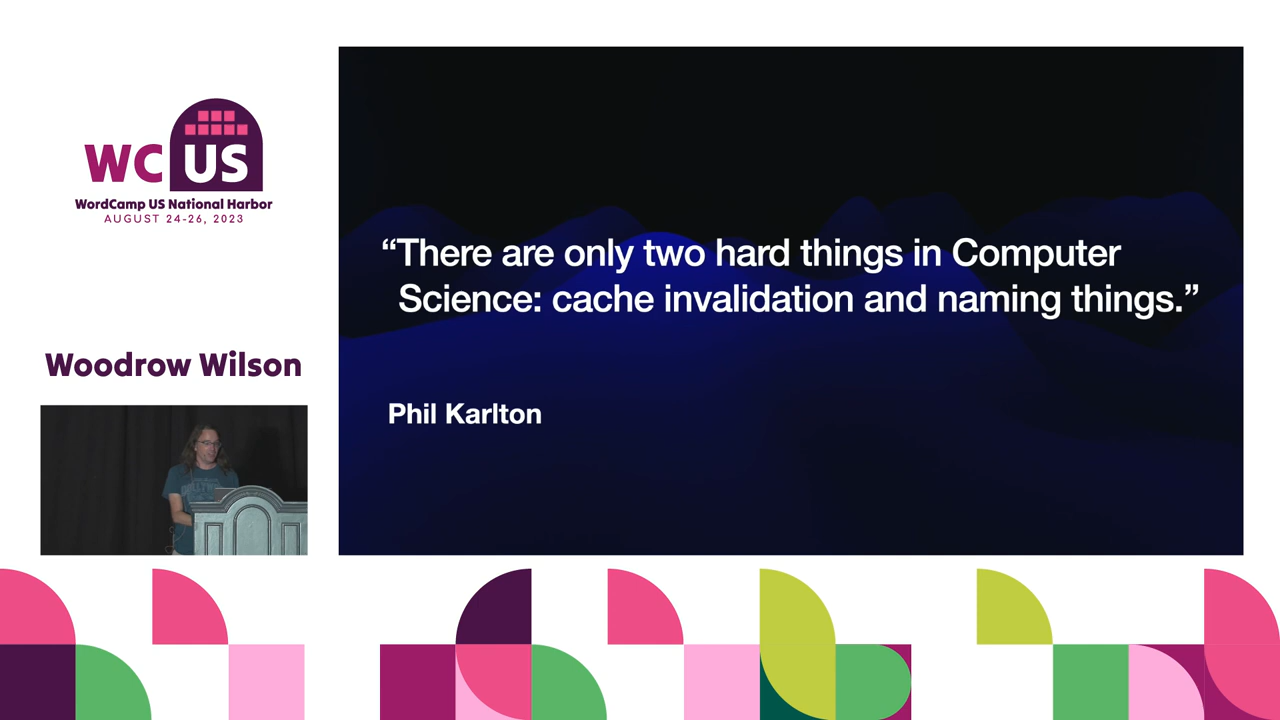 WC US
WordCamp US National Harbor
AUGUST 24-26, 2023
Woodrow Wilson
“There are only two hard things in Computer
Science: cache invalidation and naming things.”
Phil Karlton